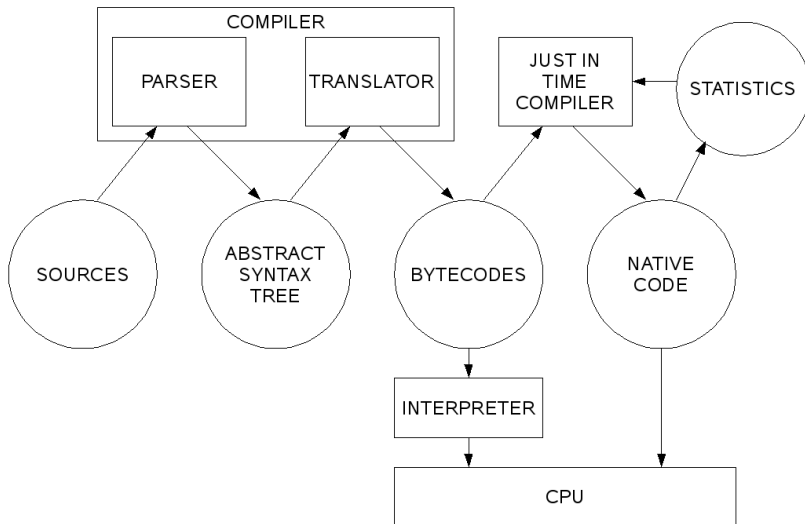 COMPILER
PARSER
TRANSLATOR
JUST IN
TIME
COMPILER
STATISTICS
SOURCES
ABSTRACT
SYNTAX
TREE
BYTECODES
NATIVE
CODE
INTERPRETER
CPU